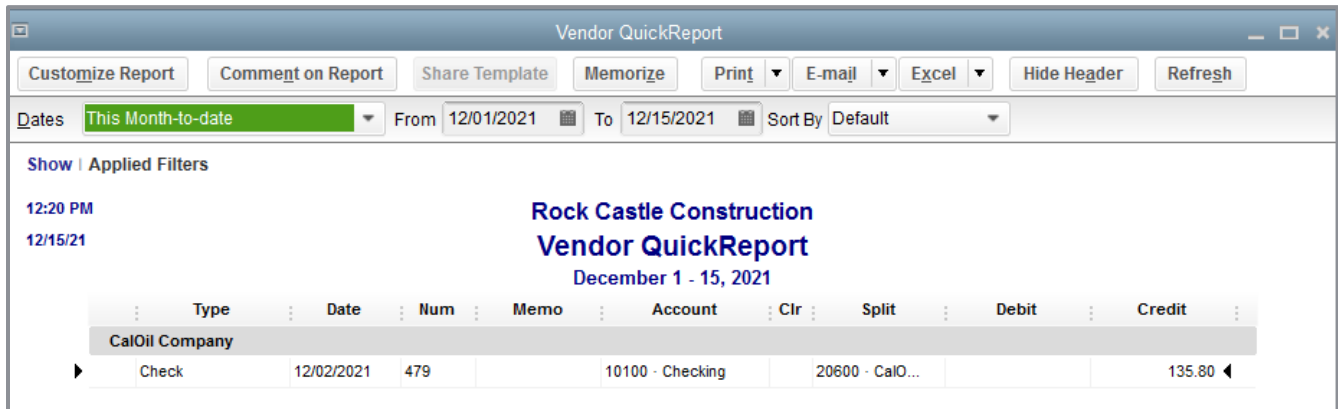 Vendor QuickReport
Customize Report Comment on Report Share Template Memorize Print E-mail Excel Hide Header Refresh
Dates This Month-to-date From 12/01/2021 To 12/15/2021 Sort By Default
Show | Applied Filters
12:20 PM
Rock Castle Construction
12/15/21
Vendor QuickReport
December 1 - 15, 2021
Type Date Num Memo Account Clr Split Debit Credit
CalOil Company
Check 12/02/2021 479 10100 · Checking 20600 · CalO... 135.80